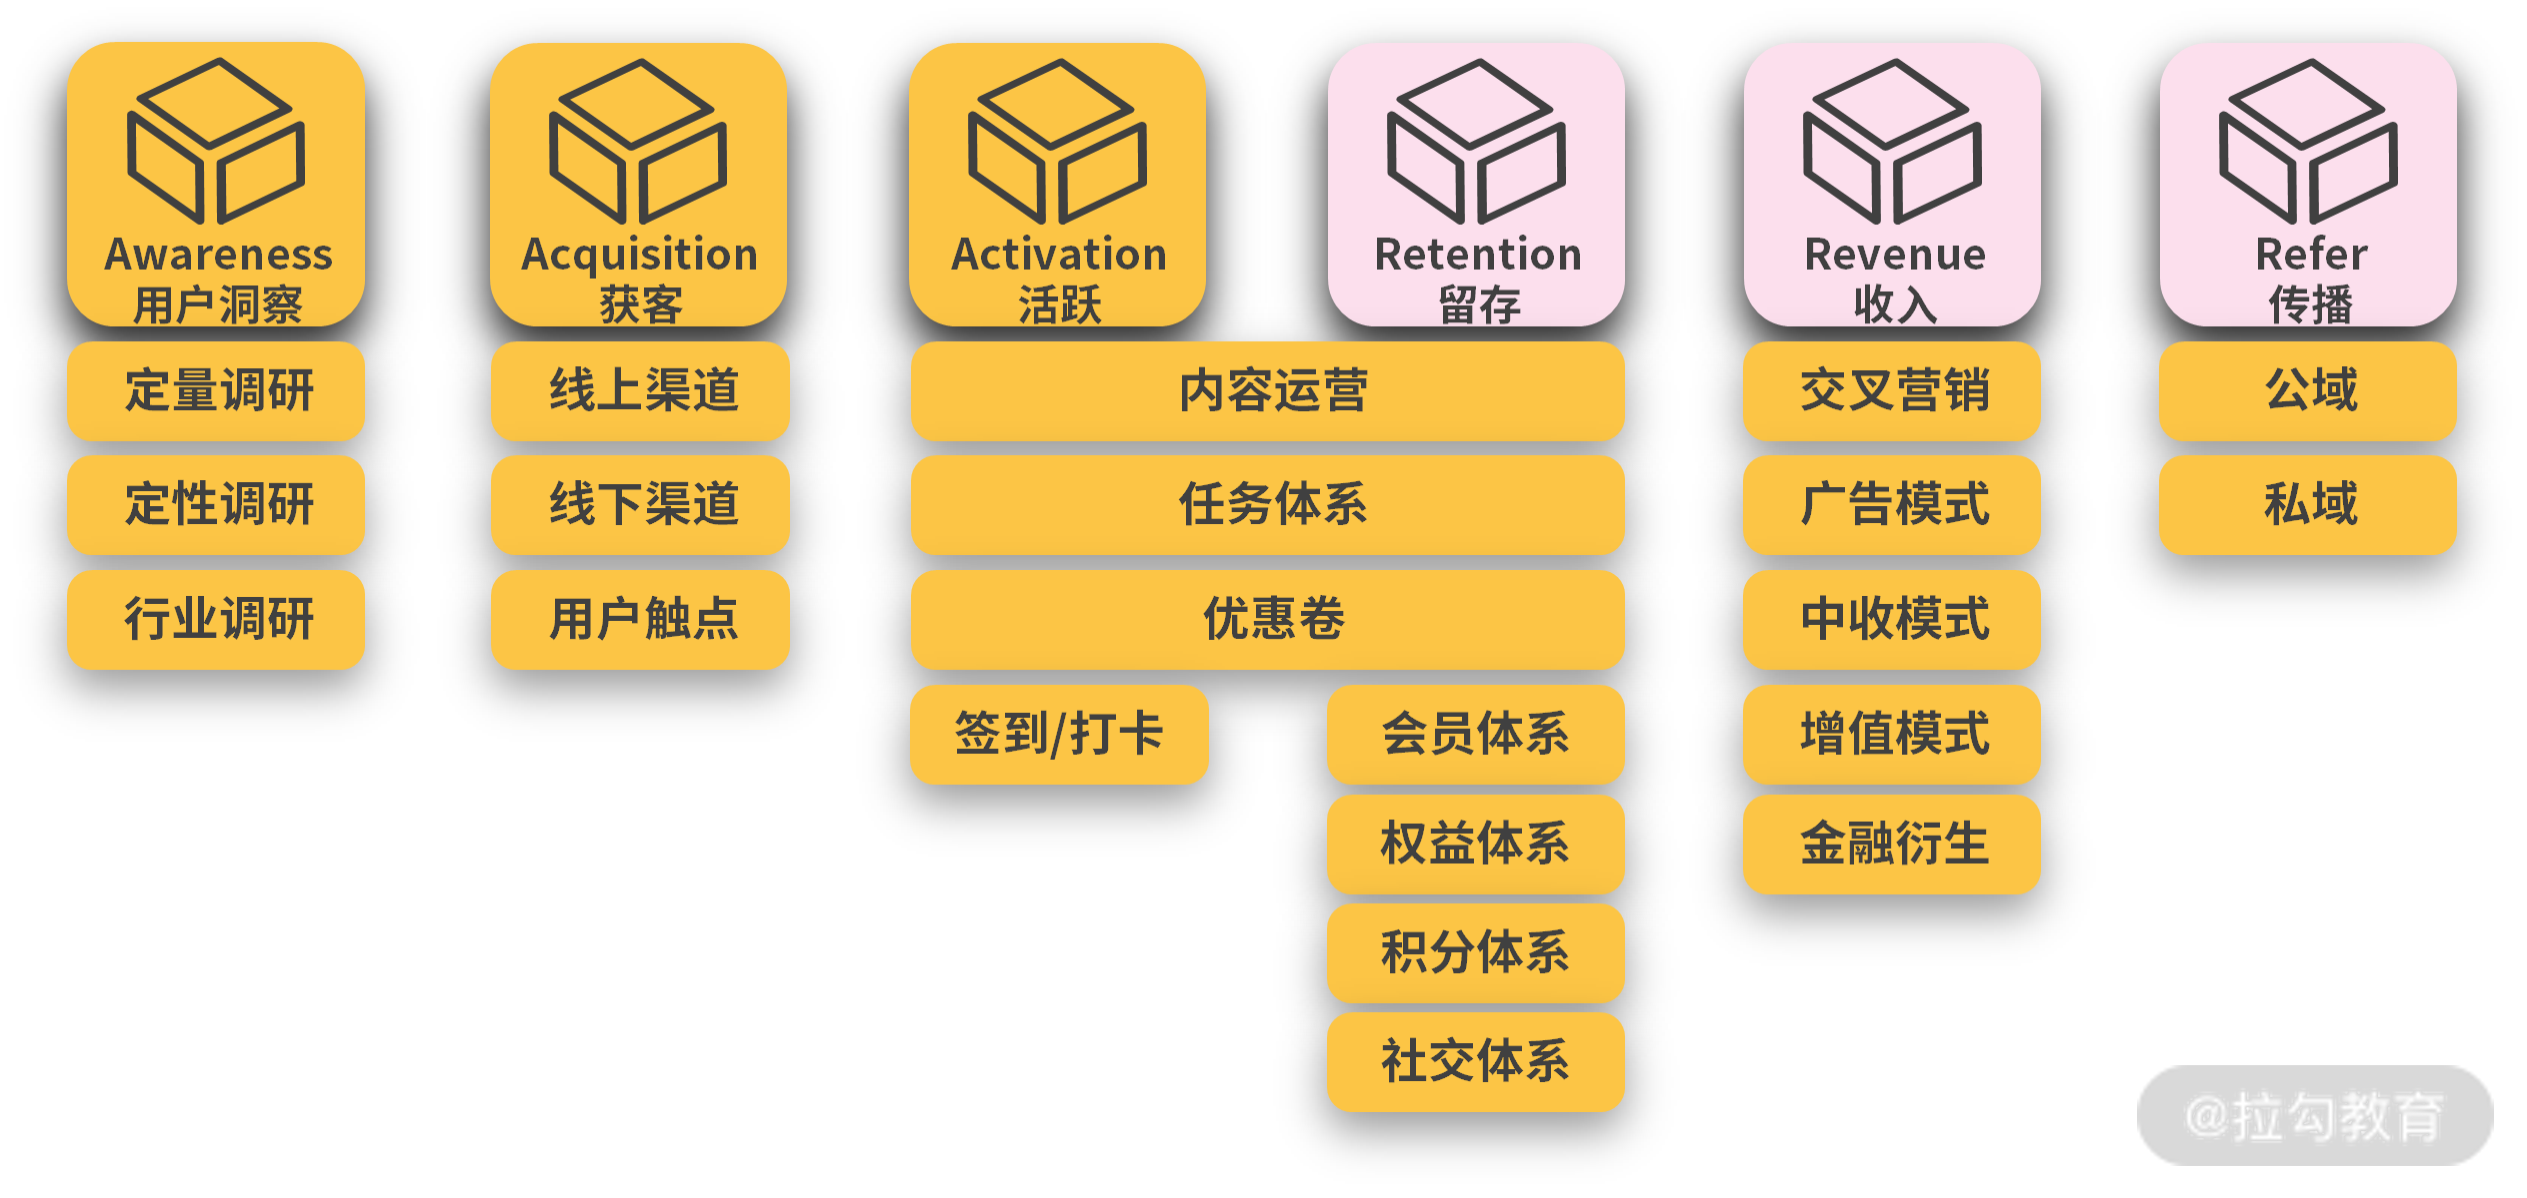 Awareness
用户洞察
定量调研
定性调研
行业调研
Acquisition
获客
线上渠道
线下渠道
用户触点
Activation
活跃
Retention
留存
内容运营
任务体系
优惠卷
签到/打卡
会员体系
权益体系
积分体系
社交体系
Revenue
收入
交叉营销
广告模式
中收模式
增值模式
金融衍生
Refer
传播
公域
私域
@拉勾教育